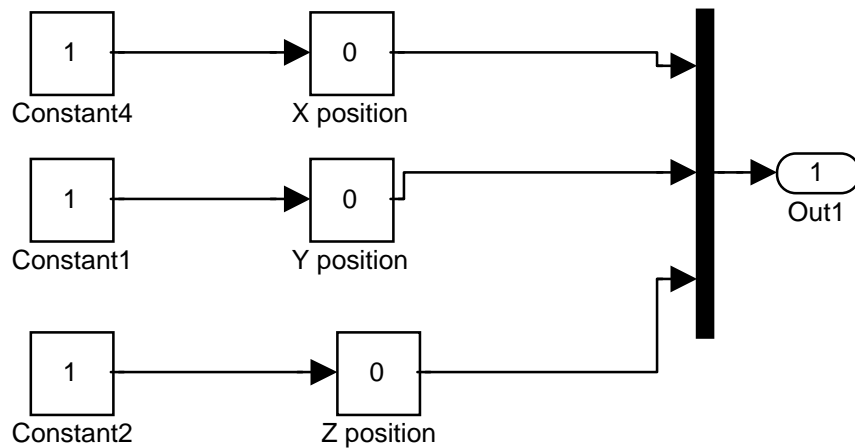 1
0
Constant4
X position
1
0
1
Out1
Constant1
Y position
1
0
Constant2
Z position